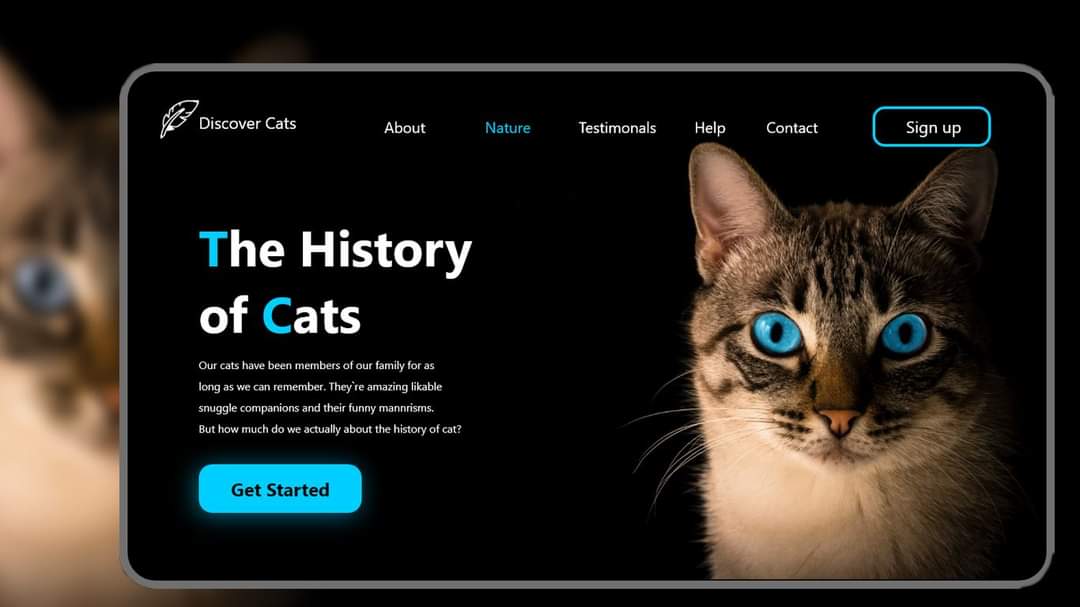 Discover Cats
About Nature Testimonals Help Contact Sign up
The History
of Cats
Our cats have been members of our family for as
long as we can remember. They`re amazing likable
snuggle companions and their funny mannrisms.
But how much do we actually about the history of cat?
Get Started